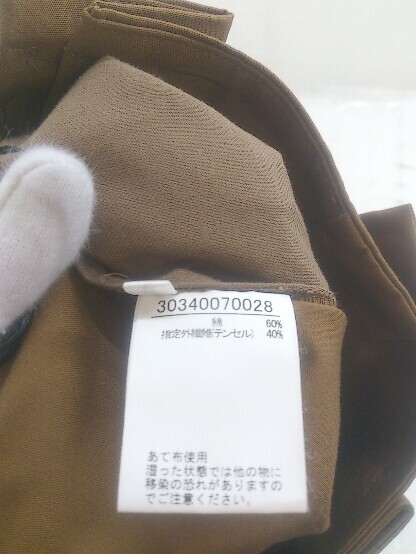 30340070028
綿 60%
指定外繊維(テンセル) 40%
あて布使用
湿った状態では他の物に
移染の恐れがありますの
でご注意ください。